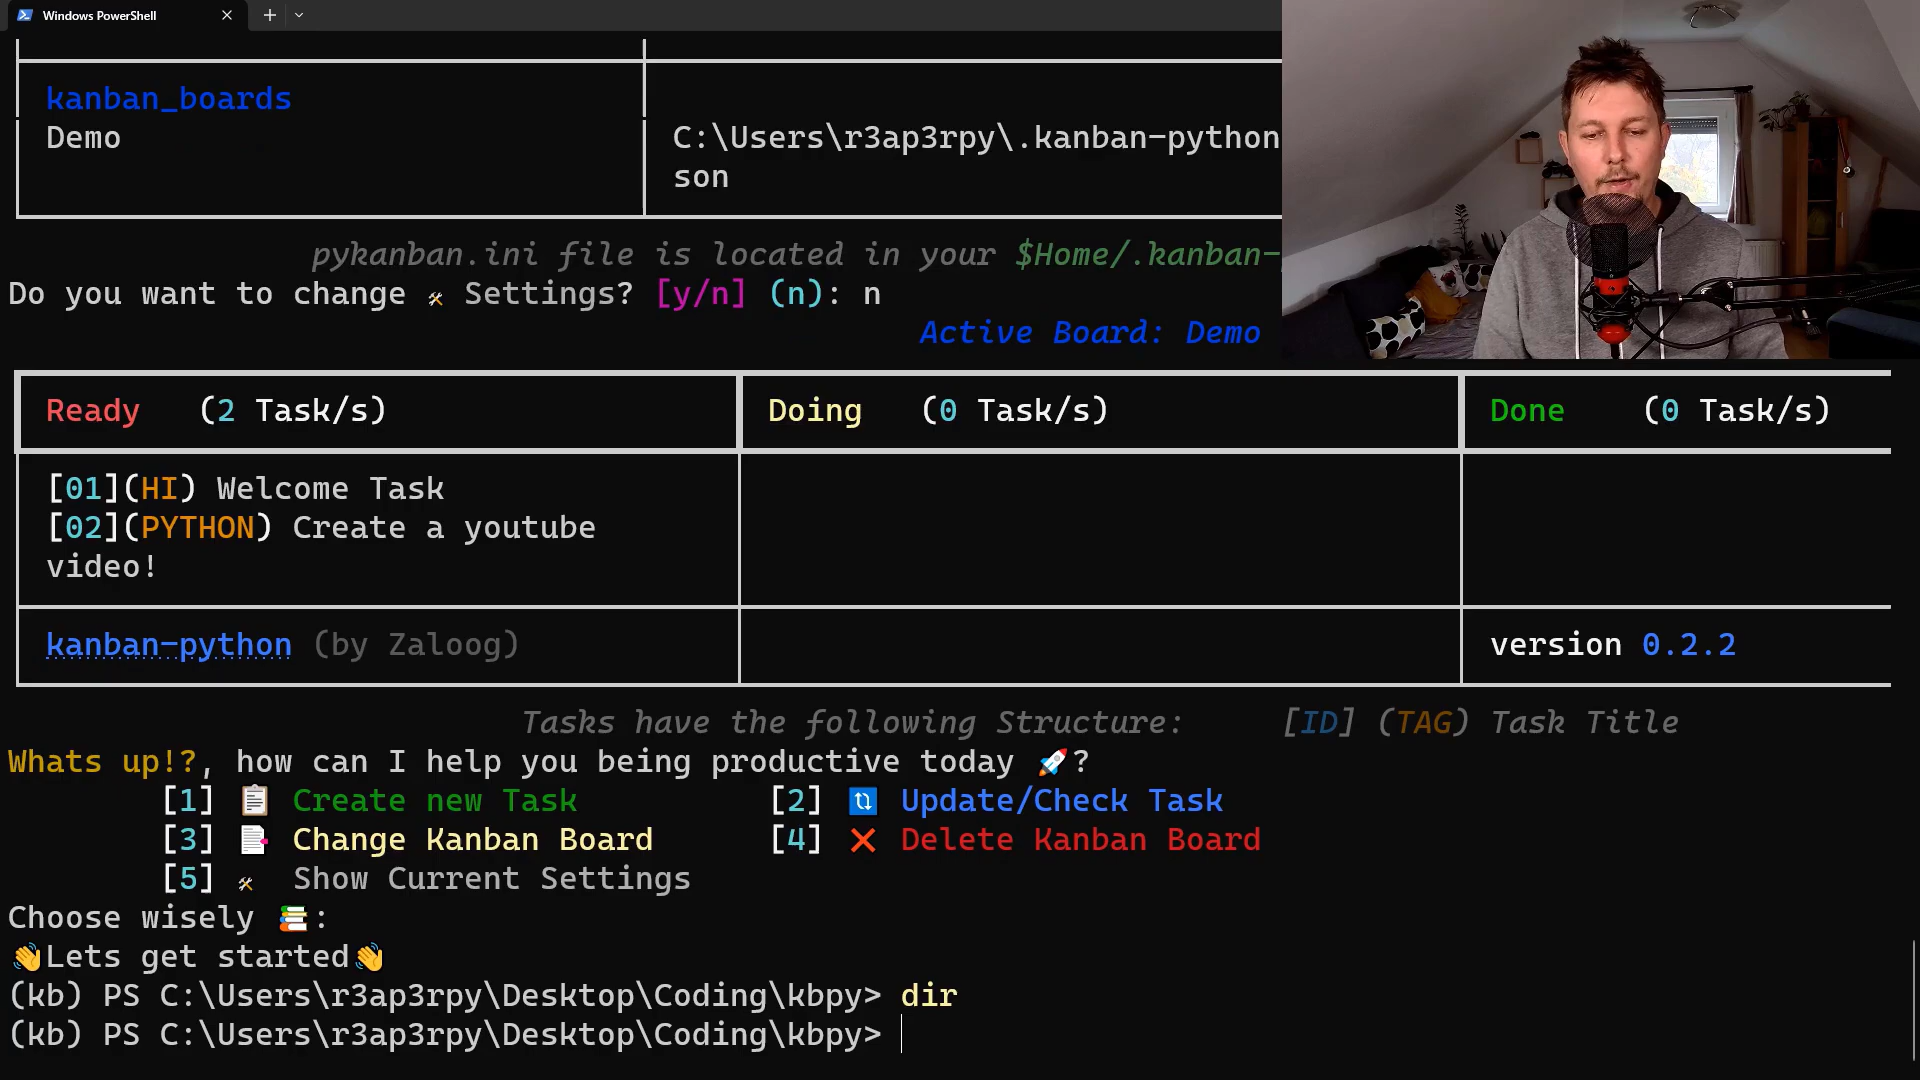 Windows PowerShell
kanban_boards
Demo C:\Users\r3ap3rpy\.kanban-python
son
pykanban.ini file is located in your $Home/.kanban-
Do you want to change 🛠 Settings? [y/n] (n): n
Active Board: Demo
Ready (2 Task/s) Doing (0 Task/s) Done (0 Task/s)
[01](HI) Welcome Task
[02](PYTHON) Create a youtube
video!
kanban-python (by Zaloog) version 0.2.2
Tasks have the following Structure: [ID] (TAG) Task Title
Whats up!?, how can I help you being productive today 🚀?
[1] 📋 Create new Task [2] 🔃 Update/Check Task
[3] 📑 Change Kanban Board [4] ❌ Delete Kanban Board
[5] 🛠 Show Current Settings
Choose wisely 📚:
👋Lets get started👋
(kb) PS C:\Users\r3ap3rpy\Desktop\Coding\kbpy> dir
(kb) PS C:\Users\r3ap3rpy\Desktop\Coding\kbpy>